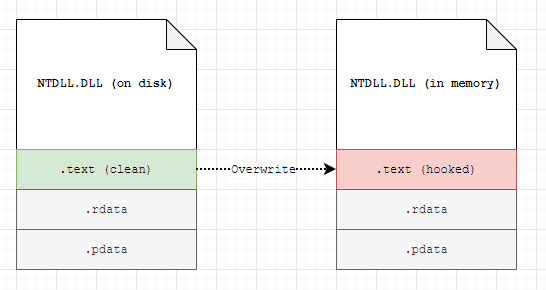 NTDLL.DLL (on disk)
NTDLL.DLL (in memory)
.text (clean)
Overwrite
.text (hooked)
.rdata
.rdata
.pdata
.pdata